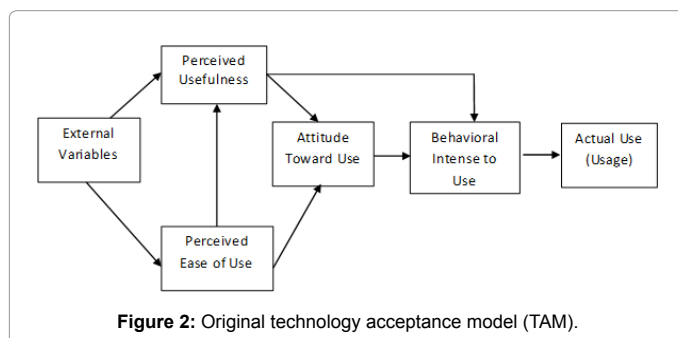 Perceived
Usefulness
External
Variables
Attitude
Toward Use
Behavioral
Intense to
Use
Actual Use
(Usage)
Perceived
Ease of Use
Figure 2: Original technology acceptance model (TAM).